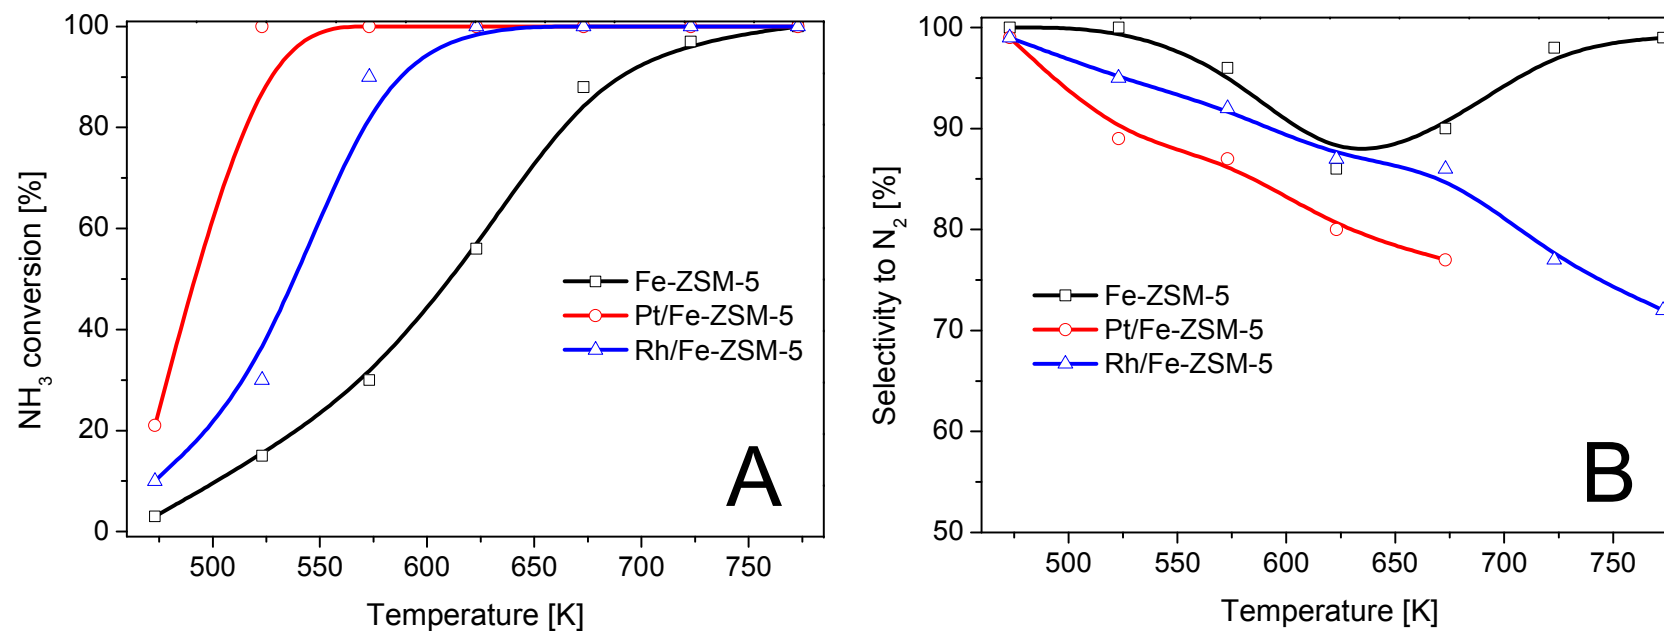 100
80
60
40
20
0
NH3 conversion [%]
Fe-ZSM-5
Pt/Fe-ZSM-5
Rh/Fe-ZSM-5
A
500 550 600 650 700 750
Temperature [K]
100
90
80
70
60
50
Selectivity to N2 [%]
Fe-ZSM-5
Pt/Fe-ZSM-5
Rh/Fe-ZSM-5
B
500 550 600 650 700 750
Temperature [K]